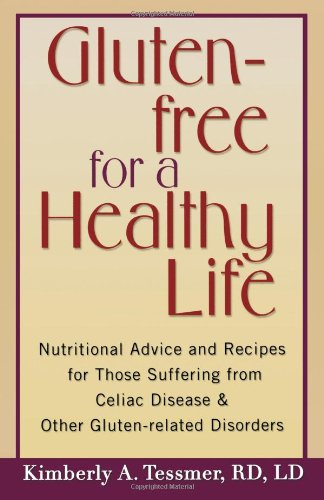 Gluten-
free
for a
Healthy
Life
Nutritional Advice and Recipes
for Those Suffering from
Celiac Disease &
Other Gluten-related Disorders
Kimberly A. Tessmer, RD, LD